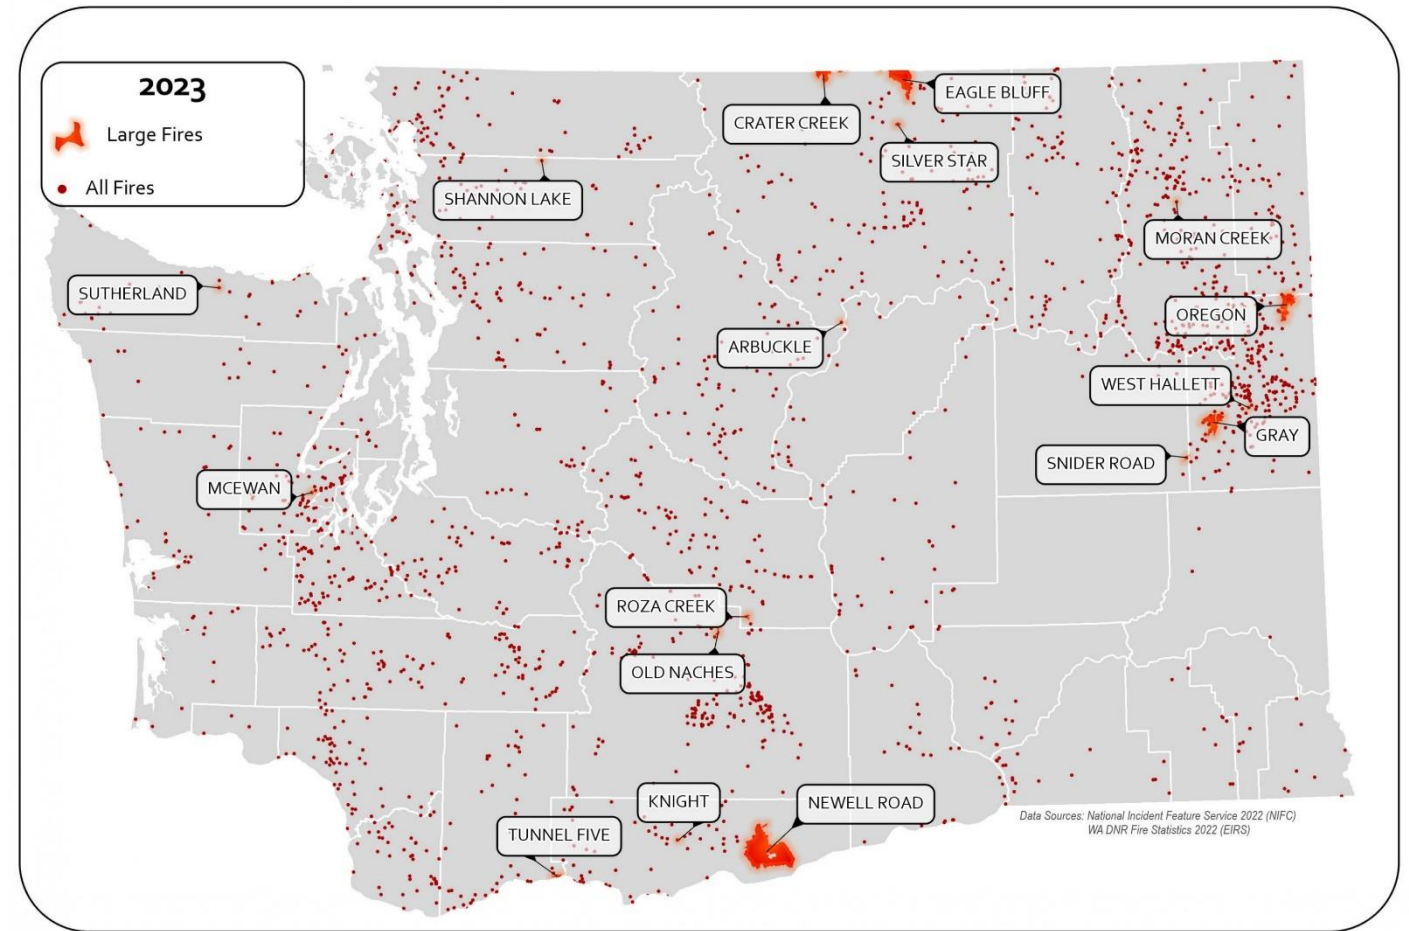 2023
Large Fires
All Fires
EAGLE BLUFF
CRATER CREEK
SILVER STAR
SHANNON LAKE
MORAN CREEK
SUTHERLAND
OREGON
ARBUCKLE
WEST HALLETT
GRAY
SNIDER ROAD
MCEWAN
ROZA CREEK
OLD NACHES
KNIGHT
NEWELL ROAD
TUNNEL FIVE
Data Sources: National Incident Feature Service 2022 (NIFC)
WA DNR Fire Statistics 2022 (EIRS)